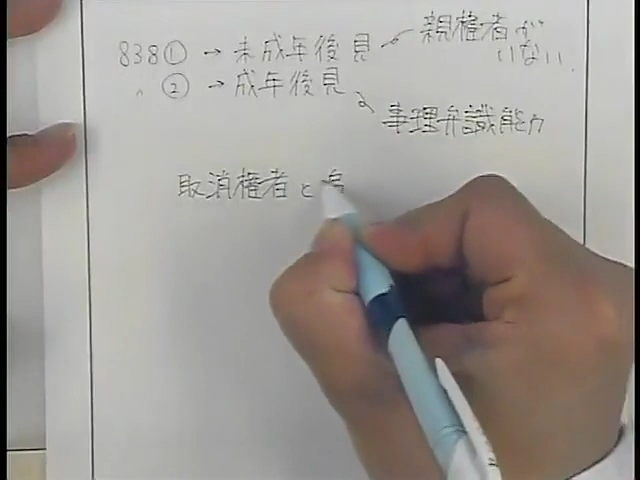 838① → 未成年後見 ← 親権者が
いない.
〃 ② → 成年後見
事理弁識能力
取消権者と